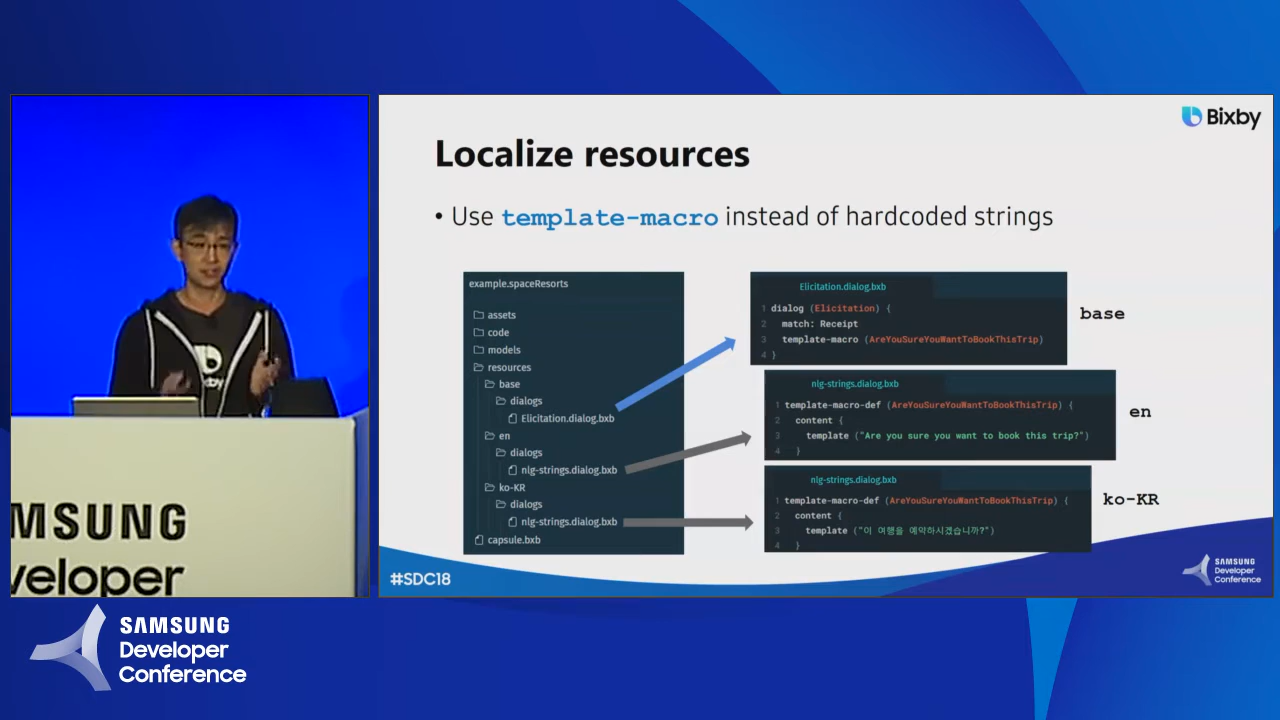 Bixby
Localize resources
• Use template-macro instead of hardcoded strings
example.spaceResorts
assets
code
models
resources
base
dialogs
Elicitation.dialog.bxb
en
dialogs
nlg-strings.dialog.bxb
ko-KR
dialogs
nlg-strings.dialog.bxb
capsule.bxb
Elicitation.dialog.bxb
1 dialog (Elicitation) {
2 match: Receipt
3 template-macro (AreYouSureYouWantToBookThisTrip)
4 }
base
nlg-strings.dialog.bxb
1 template-macro-def (AreYouSureYouWantToBookThisTrip) {
2 content {
3 template ("Are you sure you want to book this trip?")
4 }
en
nlg-strings.dialog.bxb
1 template-macro-def (AreYouSureYouWantToBookThisTrip) {
2 content {
3 template ("이 여행을 예약하시겠습니까?")
4 }
ko-KR
#SDC18
SAMSUNG
Developer
Conference
MSUNG
veloper
SAMSUNG
Developer
Conference